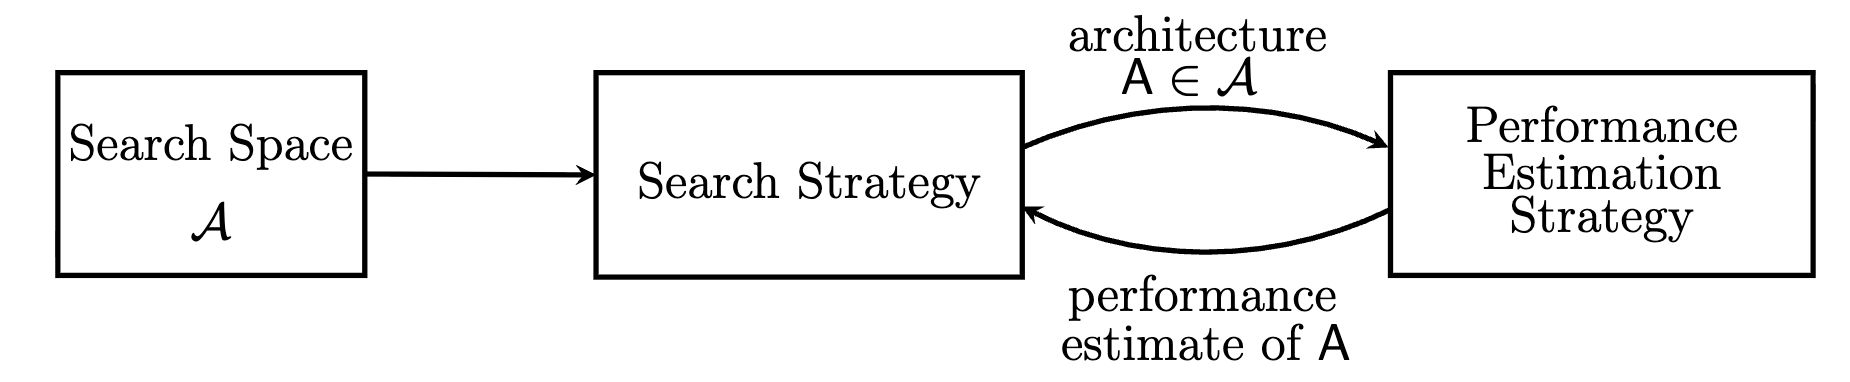 Search Space
𝒜
Search Strategy
architecture
A ∈ 𝒜
performance
estimate of A
Performance
Estimation
Strategy